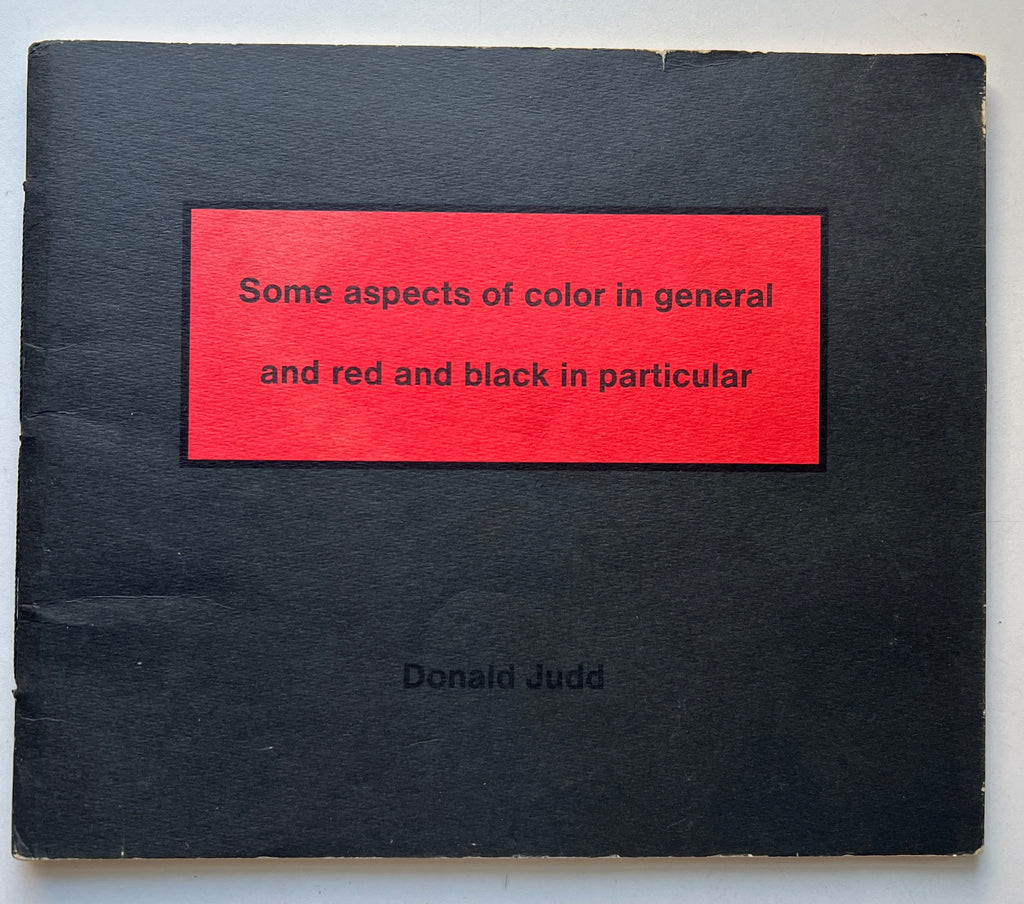 Some aspects of color in general
and red and black in particular
Donald Judd